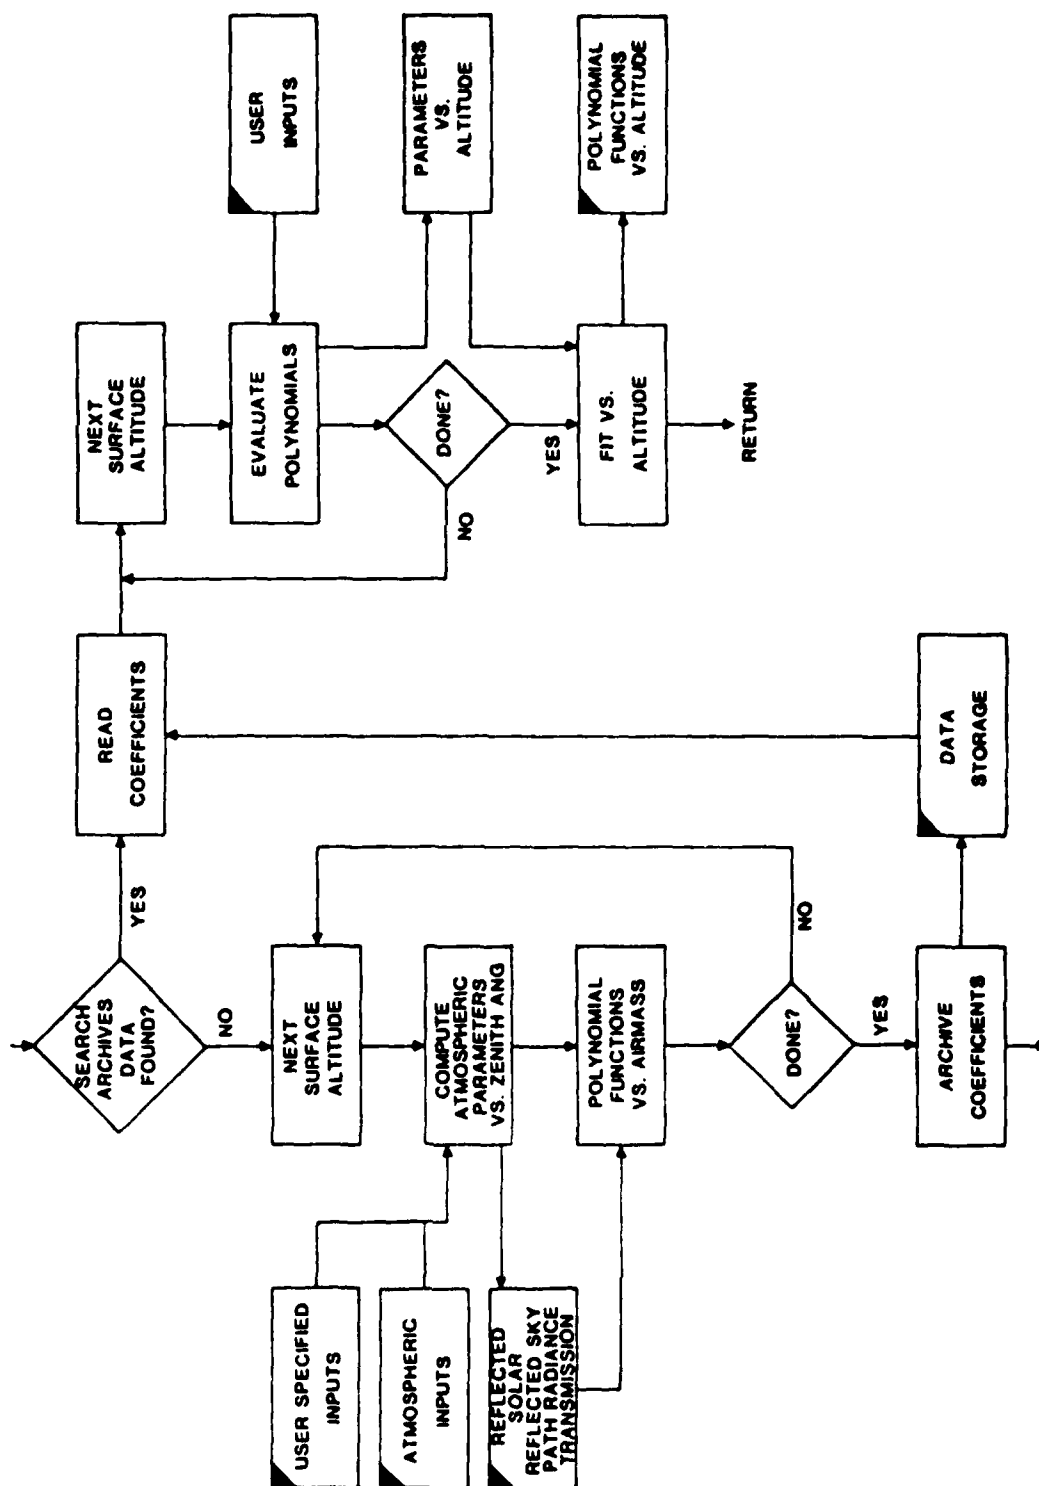 SEARCH
ARCHIVES
DATA
FOUND?
YES
NO
READ
COEFFICIENTS
NEXT
SURFACE
ALTITUDE
EVALUATE
POLYNOMIALS
USER
INPUTS
PARAMETERS
VS.
ALTITUDE
DONE?
NO
YES
FIT VS.
ALTITUDE
POLYNOMIAL
FUNCTIONS
VS. ALTITUDE
RETURN
NEXT
SURFACE
ALTITUDE
USER SPECIFIED
INPUTS
ATMOSPHERIC
INPUTS
COMPUTE
ATMOSPHERIC
PARAMETERS
VS. ZENITH ANG
REFLECTED
SOLAR
REFLECTED SKY
PATH RADIANCE
TRANSMISSION
POLYNOMIAL
FUNCTIONS
VS. AIRMASS
DONE?
NO
YES
ARCHIVE
COEFFICIENTS
DATA
STORAGE